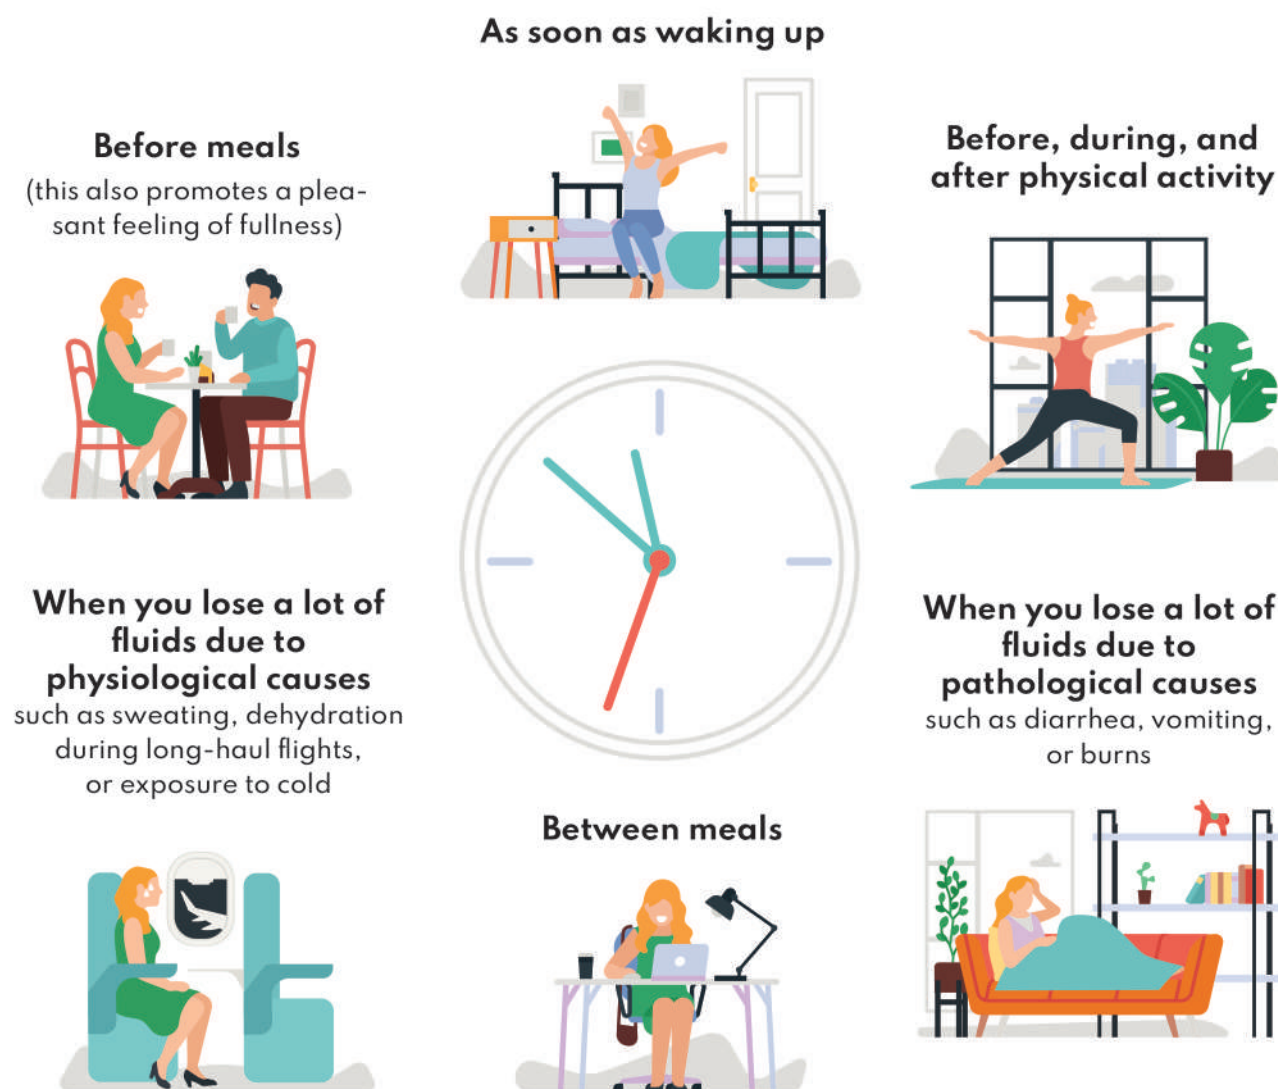 As soon as waking up
Before meals
(this also promotes a plea-
sant feeling of fullness)
Before, during, and
after physical activity
When you lose a lot of
fluids due to
physiological causes
such as sweating, dehydration
during long-haul flights,
or exposure to cold
When you lose a lot of
fluids due to
pathological causes
such as diarrhea, vomiting,
or burns
Between meals